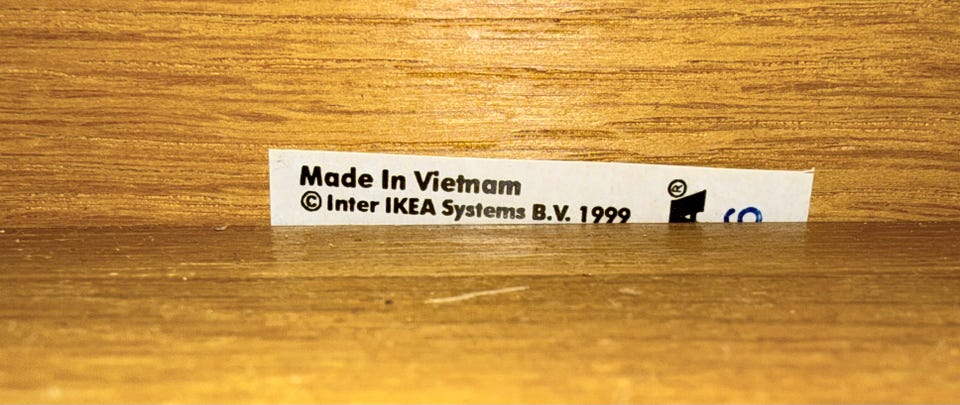 Made In Vietnam
© Inter IKEA Systems B.V. 1999
®
A